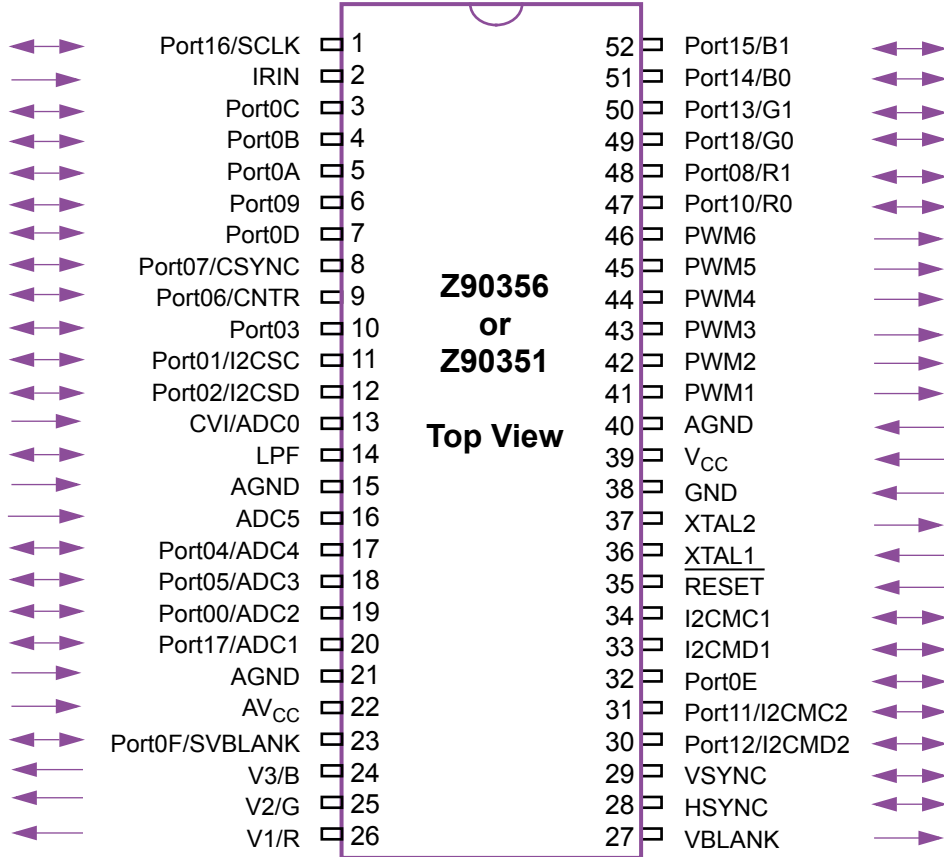 Port16/SCLK 1
IRIN 2
Port0C 3
Port0B 4
Port0A 5
Port09 6
Port0D 7
Port07/CSYNC 8
Port06/CNTR 9
Port03 10
Port01/I2CSC 11
Port02/I2CSD 12
CVI/ADC0 13
LPF 14
AGND 15
ADC5 16
Port04/ADC4 17
Port05/ADC3 18
Port00/ADC2 19
Port17/ADC1 20
AGND 21
AVCC 22
Port0F/SVBLANK 23
V3/B 24
V2/G 25
V1/R 26
Z90356
or
Z90351
Top View
52 Port15/B1
51 Port14/B0
50 Port13/G1
49 Port18/G0
48 Port08/R1
47 Port10/R0
46 PWM6
45 PWM5
44 PWM4
43 PWM3
42 PWM2
41 PWM1
40 AGND
39 VCC
38 GND
37 XTAL2
36 XTAL1
35 RESET
34 I2CMC1
33 I2CMD1
32 Port0E
31 Port11/I2CMC2
30 Port12/I2CMD2
29 VSYNC
28 HSYNC
27 VBLANK